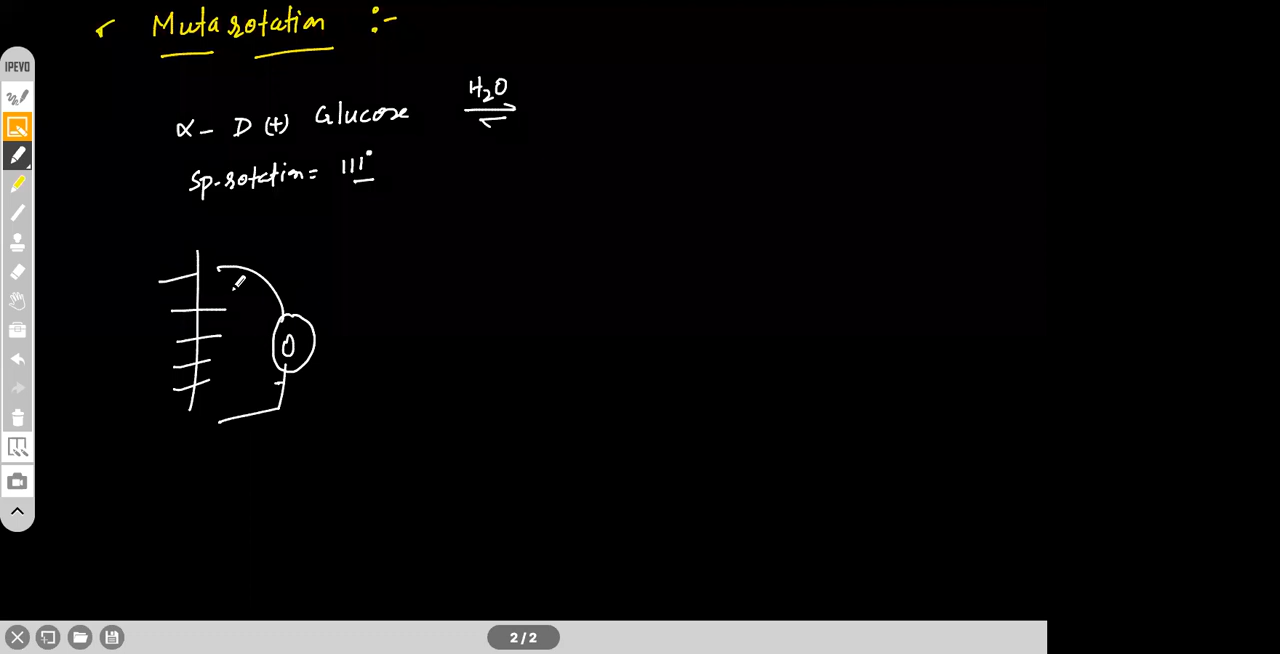 Mutarotation :-
H₂O
α- D (+) Glucose ⇌
Sp-rotation = 111°
O
IPEVO
2/2